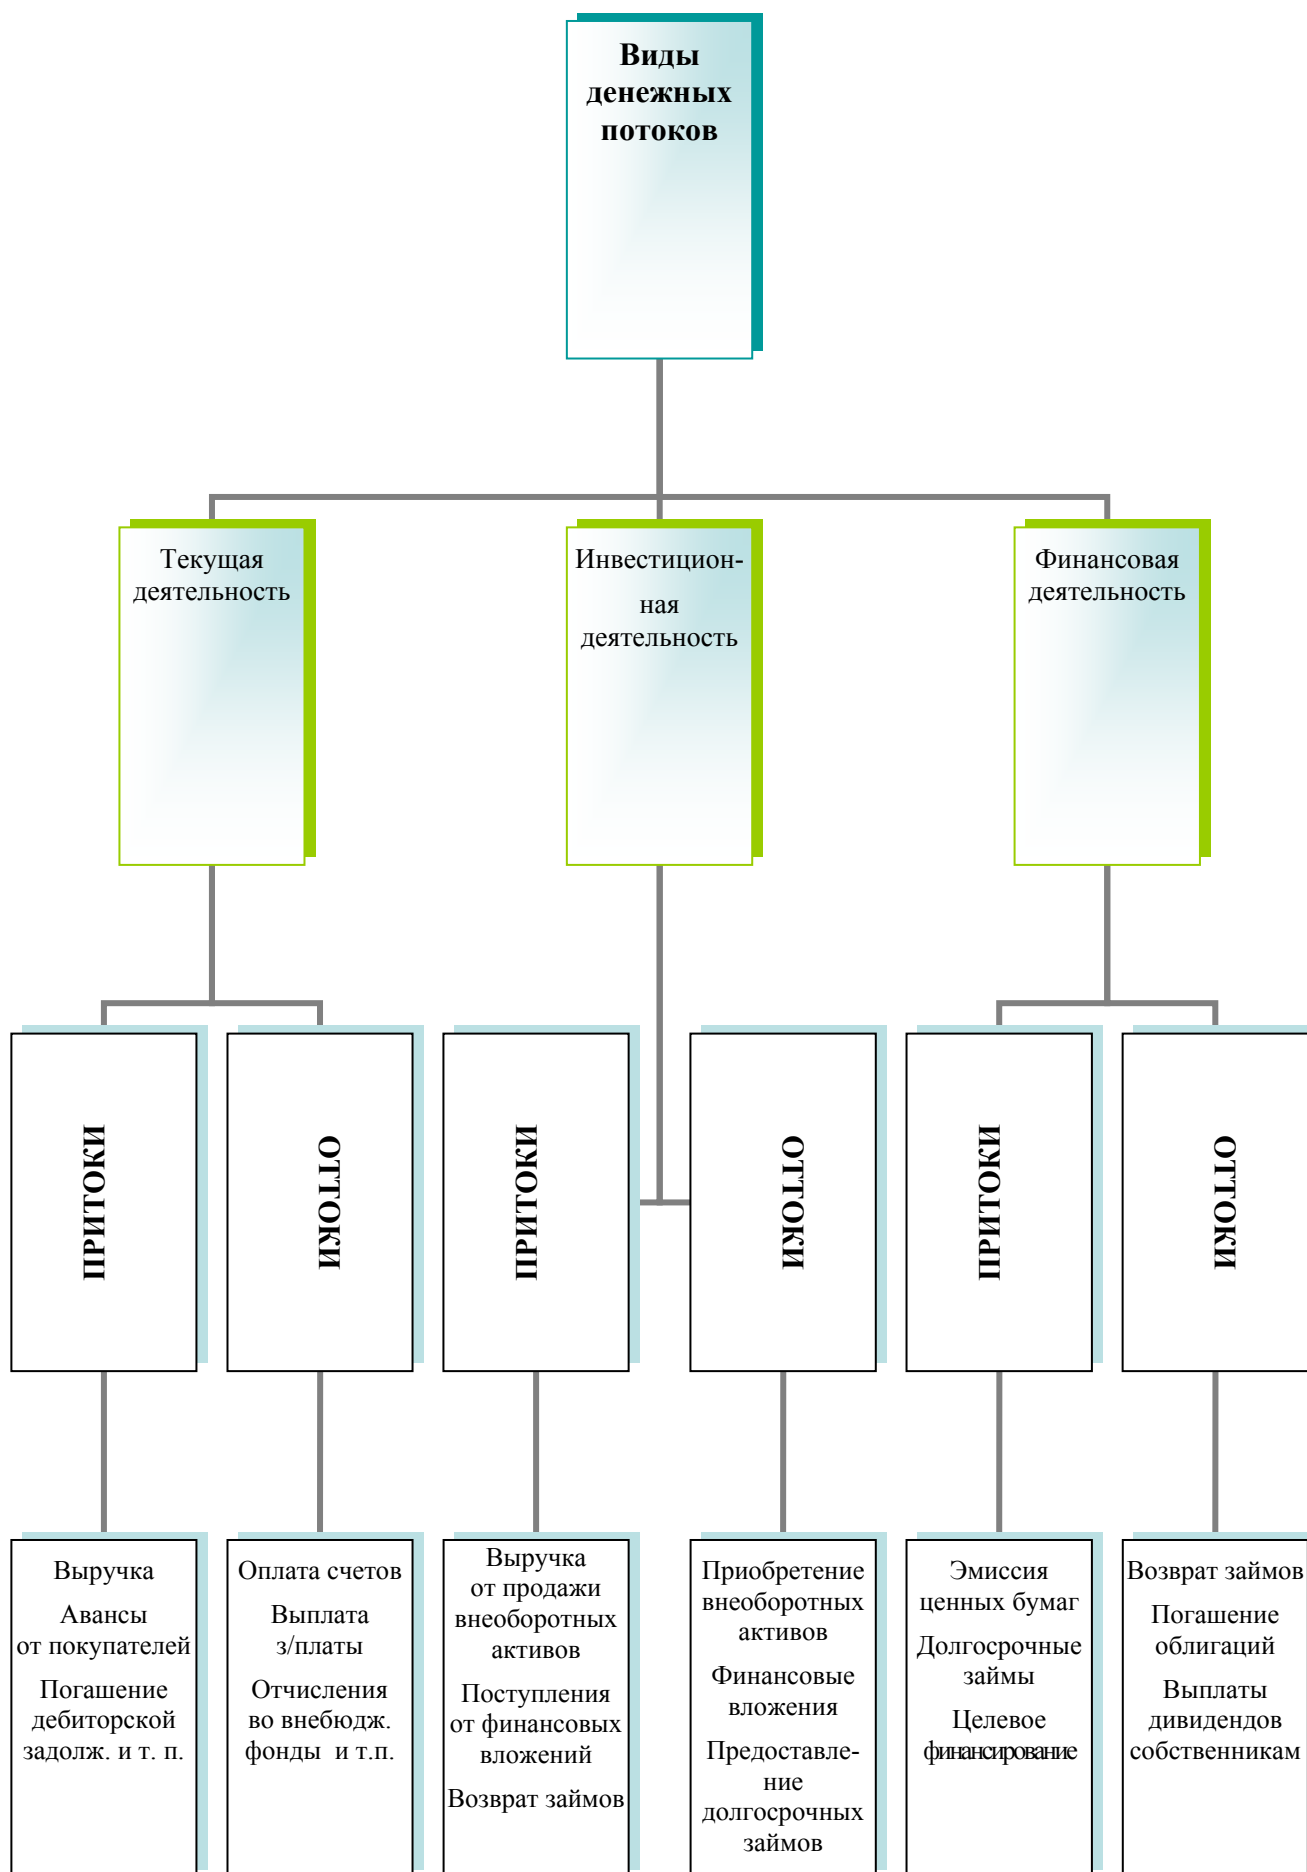 Виды
денежных
потоков
Текущая
деятельность
Инвестицион-
ная
деятельность
Финансовая
деятельность
ПРИТОКИ
ОТТОКИ
ПРИТОКИ
ОТТОКИ
ПРИТОКИ
ОТТОКИ
Выручка
Авансы
от покупателей
Погашение
дебиторской
задолж. и т. п.
Оплата счетов
Выплата
з/платы
Отчисления
во внебюдж.
фонды и т.п.
Выручка
от продажи
внеоборотных
активов
Поступления
от финансовых
вложений
Возврат займов
Приобретение
внеоборотных
активов
Финансовые
вложения
Предоставле-
ние
долгосрочных
займов
Эмиссия
ценных бумаг
Долгосрочные
займы
Целевое
финансирование
Возврат займов
Погашение
облигаций
Выплаты
дивидендов
собственникам